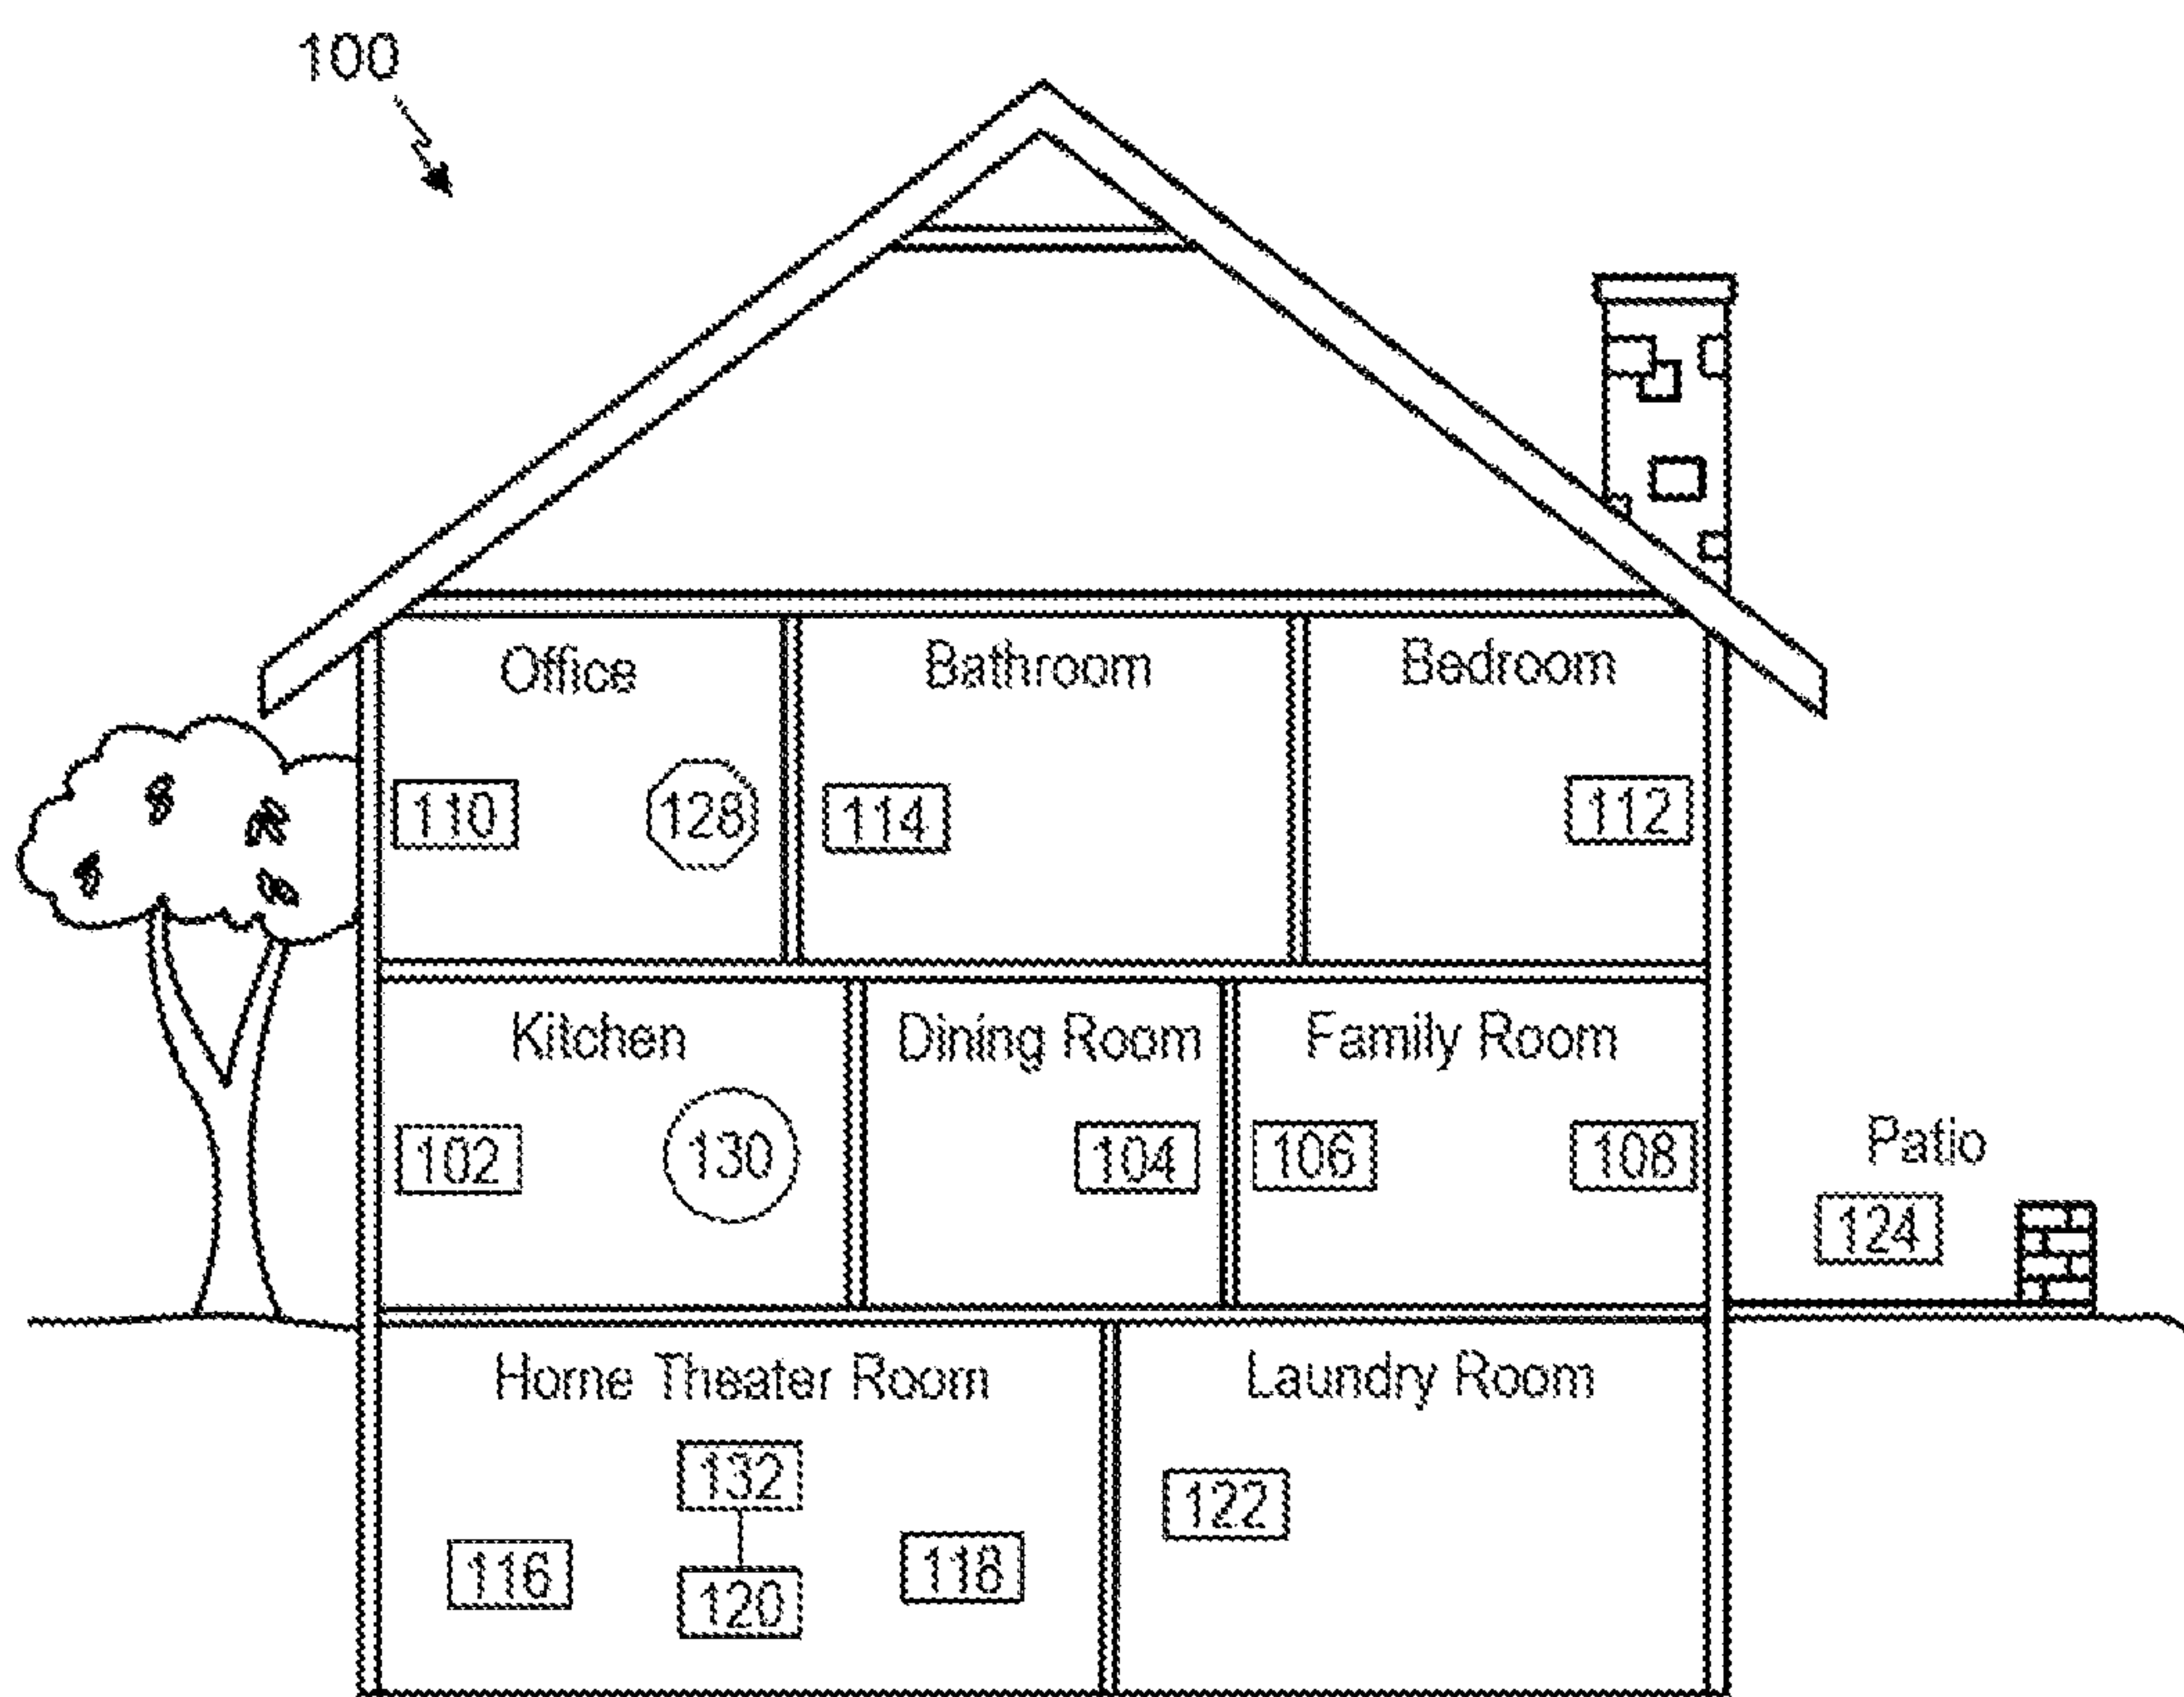 100
Office Bathroom Bedroom
110 128 114 112
Kitchen Dining Room Family Room
102 130 104 106 108
Patio
124
Home Theater Room Laundry Room
132
122
116 120 118